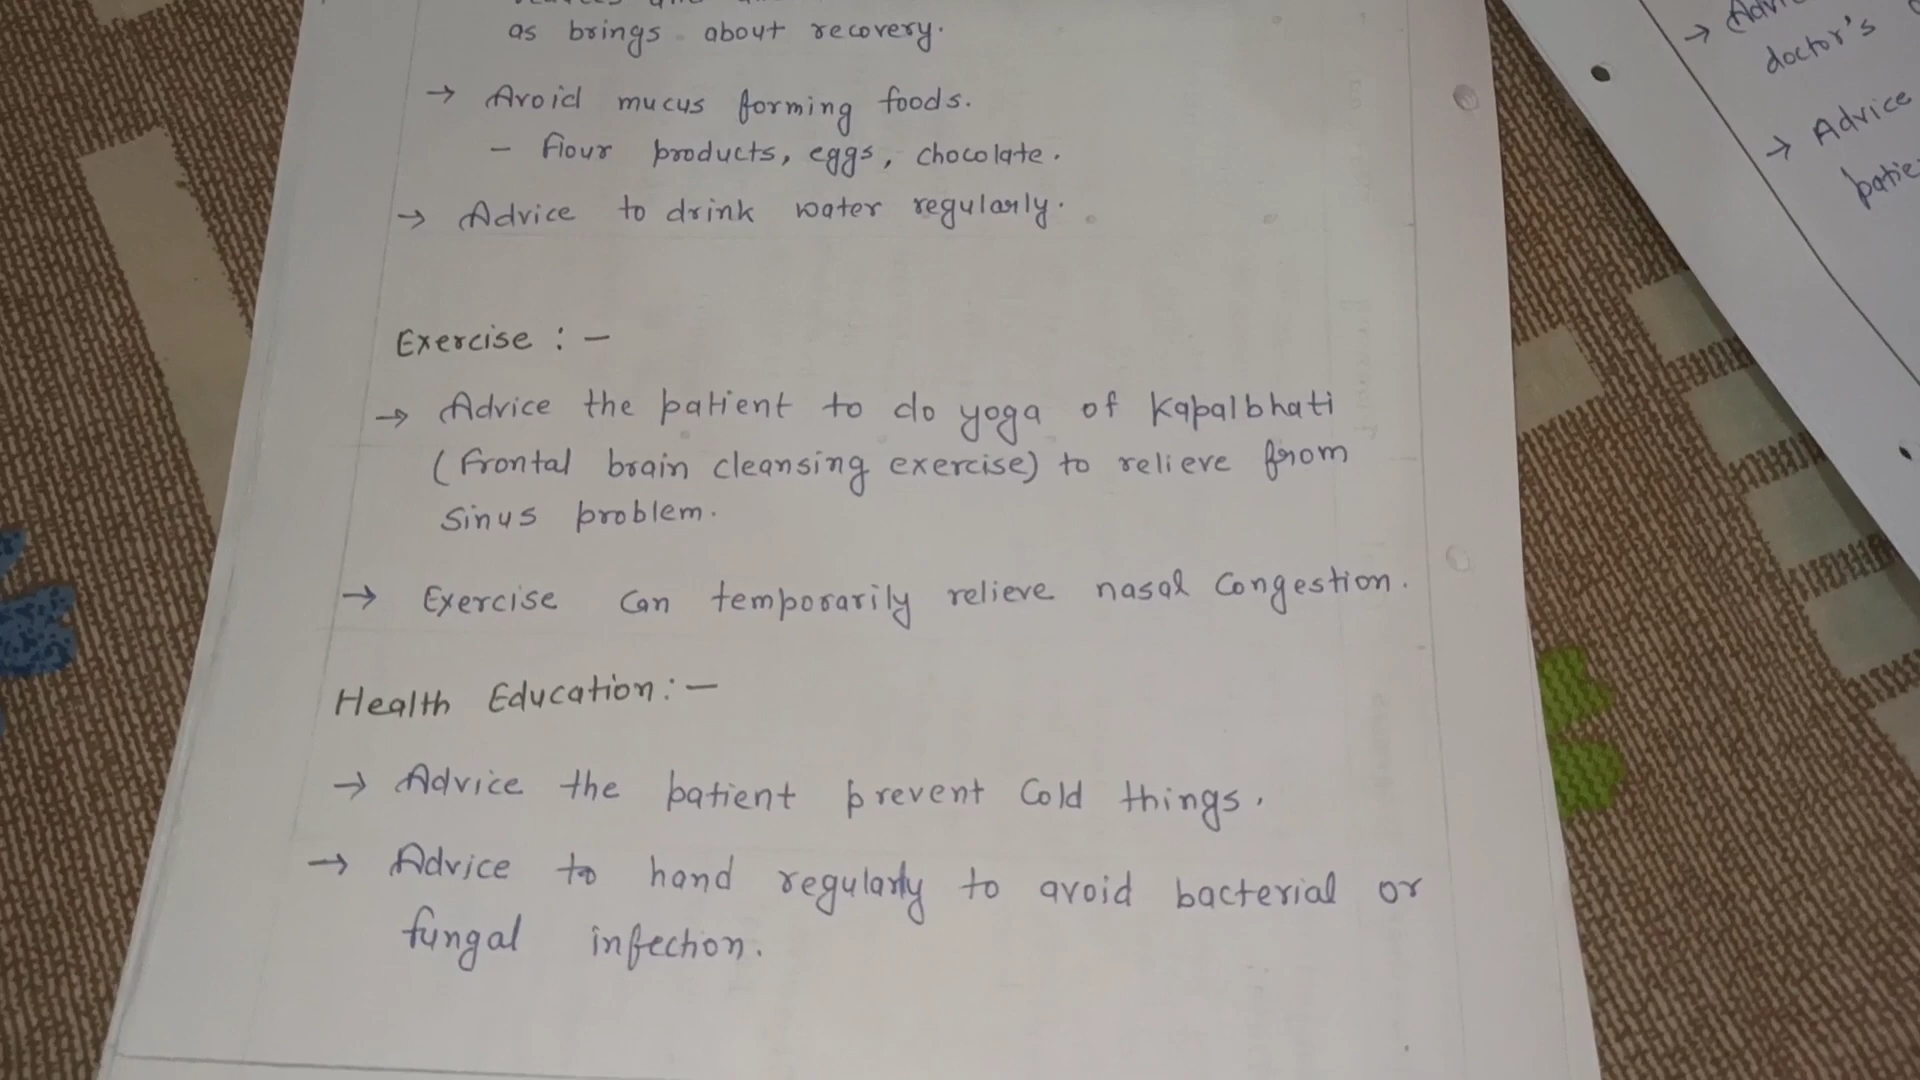 as brings about recovery.
→ Avoid mucus forming foods.
- flour products, eggs, chocolate.
→ Advice to drink water regularly.
Exercise : -
→ Advice the patient to do yoga of Kapalbhati
(frontal brain cleansing exercise) to relieve from
sinus problem.
→ Exercise can temporarily relieve nasal congestion.
Health Education : -
→ Advice the patient prevent cold things.
→ Advice to hand regularly to avoid bacterial or
fungal infection.
→
doctor's
→ Advice